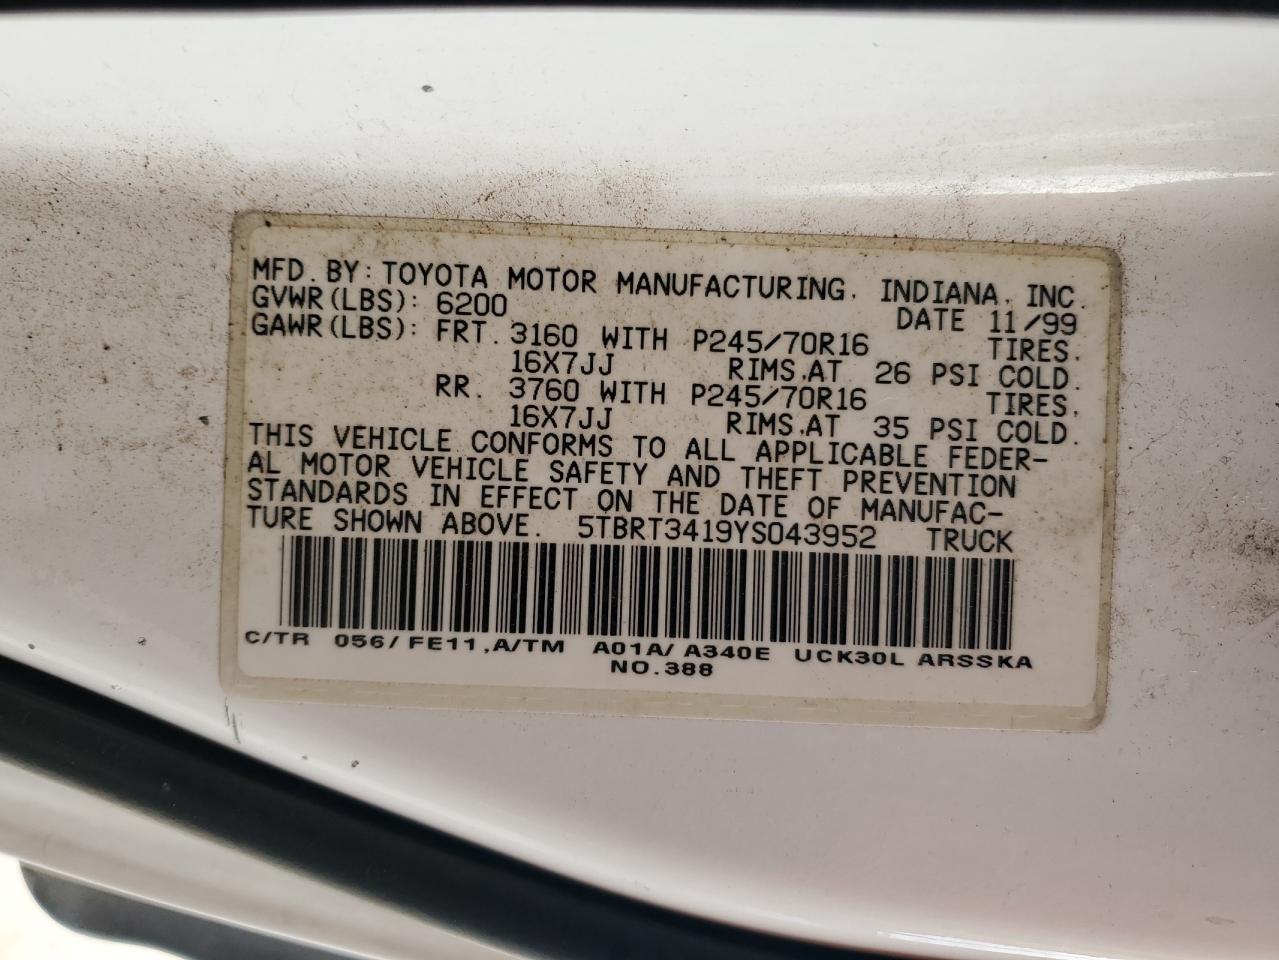 MFD. BY: TOYOTA MOTOR MANUFACTURING, INDIANA, INC.
GVWR(LBS): 6200 DATE 11/99
GAWR(LBS): FRT. 3160 WITH P245/70R16 TIRES,
16X7JJ RIMS,AT 26 PSI COLD.
RR. 3760 WITH P245/70R16 TIRES,
16X7JJ RIMS,AT 35 PSI COLD.
THIS VEHICLE CONFORMS TO ALL APPLICABLE FEDER-
AL MOTOR VEHICLE SAFETY AND THEFT PREVENTION
STANDARDS IN EFFECT ON THE DATE OF MANUFAC-
TURE SHOWN ABOVE. 5TBRT3419YS043952 TRUCK
C/TR 056/FE11,A/TM A01A/A340E UCK30L ARSSKA
NO.388